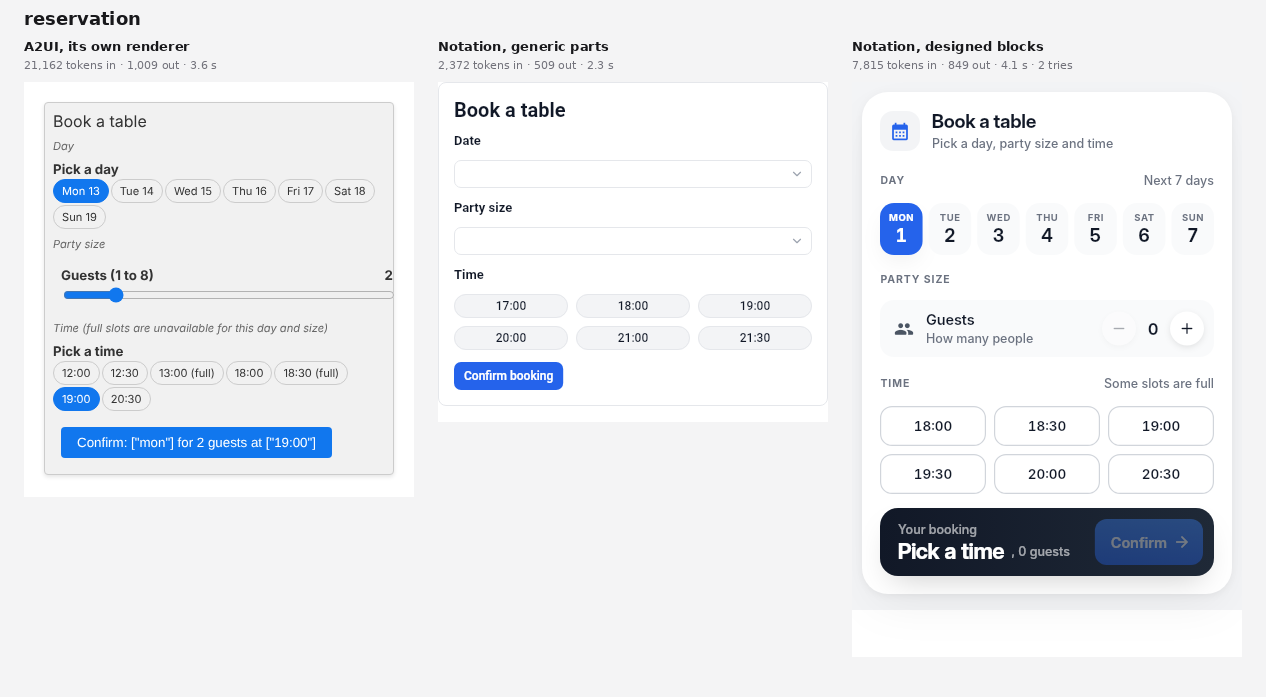 reservation
A2UI, its own renderer
21,162 tokens in · 1,009 out · 3.6 s
Book a table
Day
Pick a day
Mon 13 Tue 14 Wed 15 Thu 16 Fri 17 Sat 18
Sun 19
Party size
Guests (1 to 8) 2
Time (full slots are unavailable for this day and size)
Pick a time
12:00 12:30 13:00 (full) 18:00 18:30 (full)
19:00 20:30
Confirm: ["mon"] for 2 guests at ["19:00"]
Notation, generic parts
2,372 tokens in · 509 out · 2.3 s
Book a table
Date
Party size
Time
17:00 18:00 19:00
20:00 21:00 21:30
Confirm booking
Notation, designed blocks
7,815 tokens in · 849 out · 4.1 s · 2 tries
Book a table
Pick a day, party size and time
DAY Next 7 days
MON TUE WED THU FRI SAT SUN
1 2 3 4 5 6 7
PARTY SIZE
Guests
How many people
− 0 +
TIME Some slots are full
18:00 18:30 19:00
19:30 20:00 20:30
Your booking
Pick a time , 0 guests
Confirm →